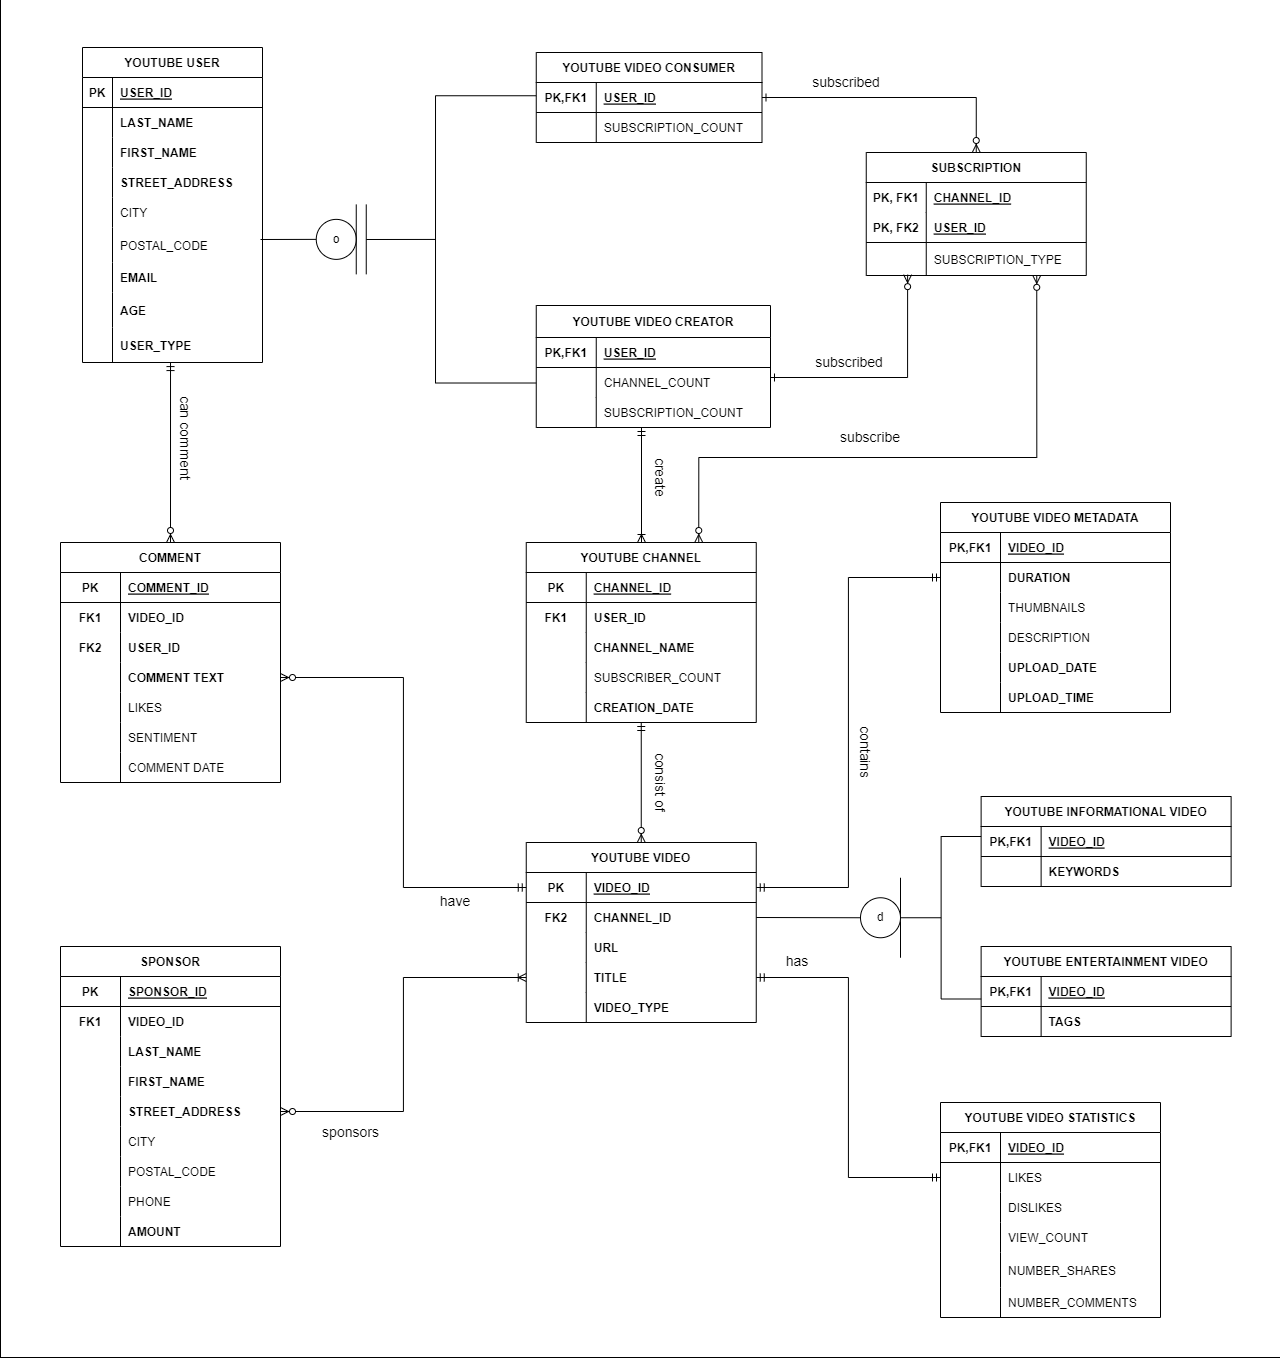 YOUTUBE USER
PK USER_ID
LAST_NAME
FIRST_NAME
STREET_ADDRESS
CITY
POSTAL_CODE
EMAIL
AGE
USER_TYPE
o
YOUTUBE VIDEO CONSUMER
PK,FK1 USER_ID
SUBSCRIPTION_COUNT
subscribed
SUBSCRIPTION
PK, FK1 CHANNEL_ID
PK, FK2 USER_ID
SUBSCRIPTION_TYPE
YOUTUBE VIDEO CREATOR
PK,FK1 USER_ID
CHANNEL_COUNT
SUBSCRIPTION_COUNT
subscribed
subscribe
can comment
create
COMMENT
PK COMMENT_ID
FK1 VIDEO_ID
FK2 USER_ID
COMMENT TEXT
LIKES
SENTIMENT
COMMENT DATE
YOUTUBE CHANNEL
PK CHANNEL_ID
FK1 USER_ID
CHANNEL_NAME
SUBSCRIBER_COUNT
CREATION_DATE
YOUTUBE VIDEO METADATA
PK,FK1 VIDEO_ID
DURATION
THUMBNAILS
DESCRIPTION
UPLOAD_DATE
UPLOAD_TIME
contains
consist of
YOUTUBE VIDEO
PK VIDEO_ID
FK2 CHANNEL_ID
URL
TITLE
VIDEO_TYPE
have
has
d
YOUTUBE INFORMATIONAL VIDEO
PK,FK1 VIDEO_ID
KEYWORDS
YOUTUBE ENTERTAINMENT VIDEO
PK,FK1 VIDEO_ID
TAGS
SPONSOR
PK SPONSOR_ID
FK1 VIDEO_ID
LAST_NAME
FIRST_NAME
STREET_ADDRESS
CITY
POSTAL_CODE
PHONE
AMOUNT
sponsors
YOUTUBE VIDEO STATISTICS
PK,FK1 VIDEO_ID
LIKES
DISLIKES
VIEW_COUNT
NUMBER_SHARES
NUMBER_COMMENTS